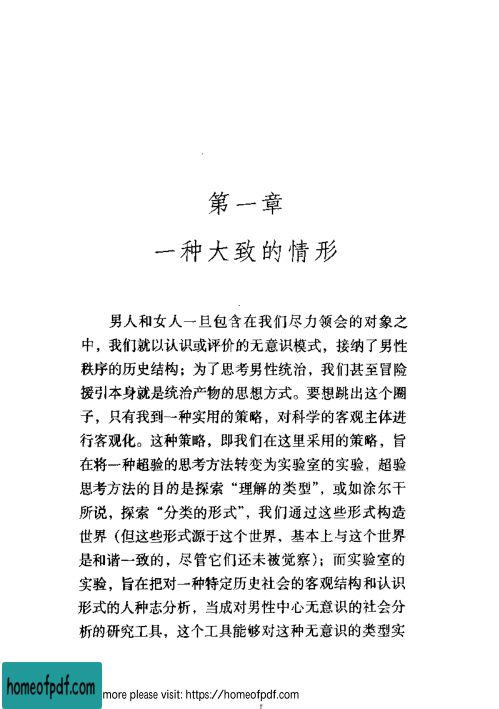 第一章
一种大致的情形
男人和女人一旦包含在我们尽力领会的对象之
中，我们就以认识或评价的无意识模式，接纳了男性
秩序的历史结构；为了思考男性统治，我们甚至冒险
援引本身就是统治产物的思想方式。要想跳出这个圈
子，只有找到一种实用的策略，对科学的客观主体进
行客观化。这种策略，即我们在这里采用的策略，旨
在将一种超验的思考方法转变为实验室的实验，超验
思考方法的目的是探索“理解的类型”，或如涂尔干
所说，探索“分类的形式”，我们通过这些形式构造
世界（但这些形式源于这个世界，基本上与这个世界
是和谐一致的，尽管它们还未被觉察）；而实验室的
实验，旨在把对一种特定历史社会的客观结构和认识
形式的人种志分析，当成对男性中心无意识的社会分
析的研究工具，这个工具能够对这种无意识的类型实
homeofpdf.com
more please visit: https://homeofpdf.com
1